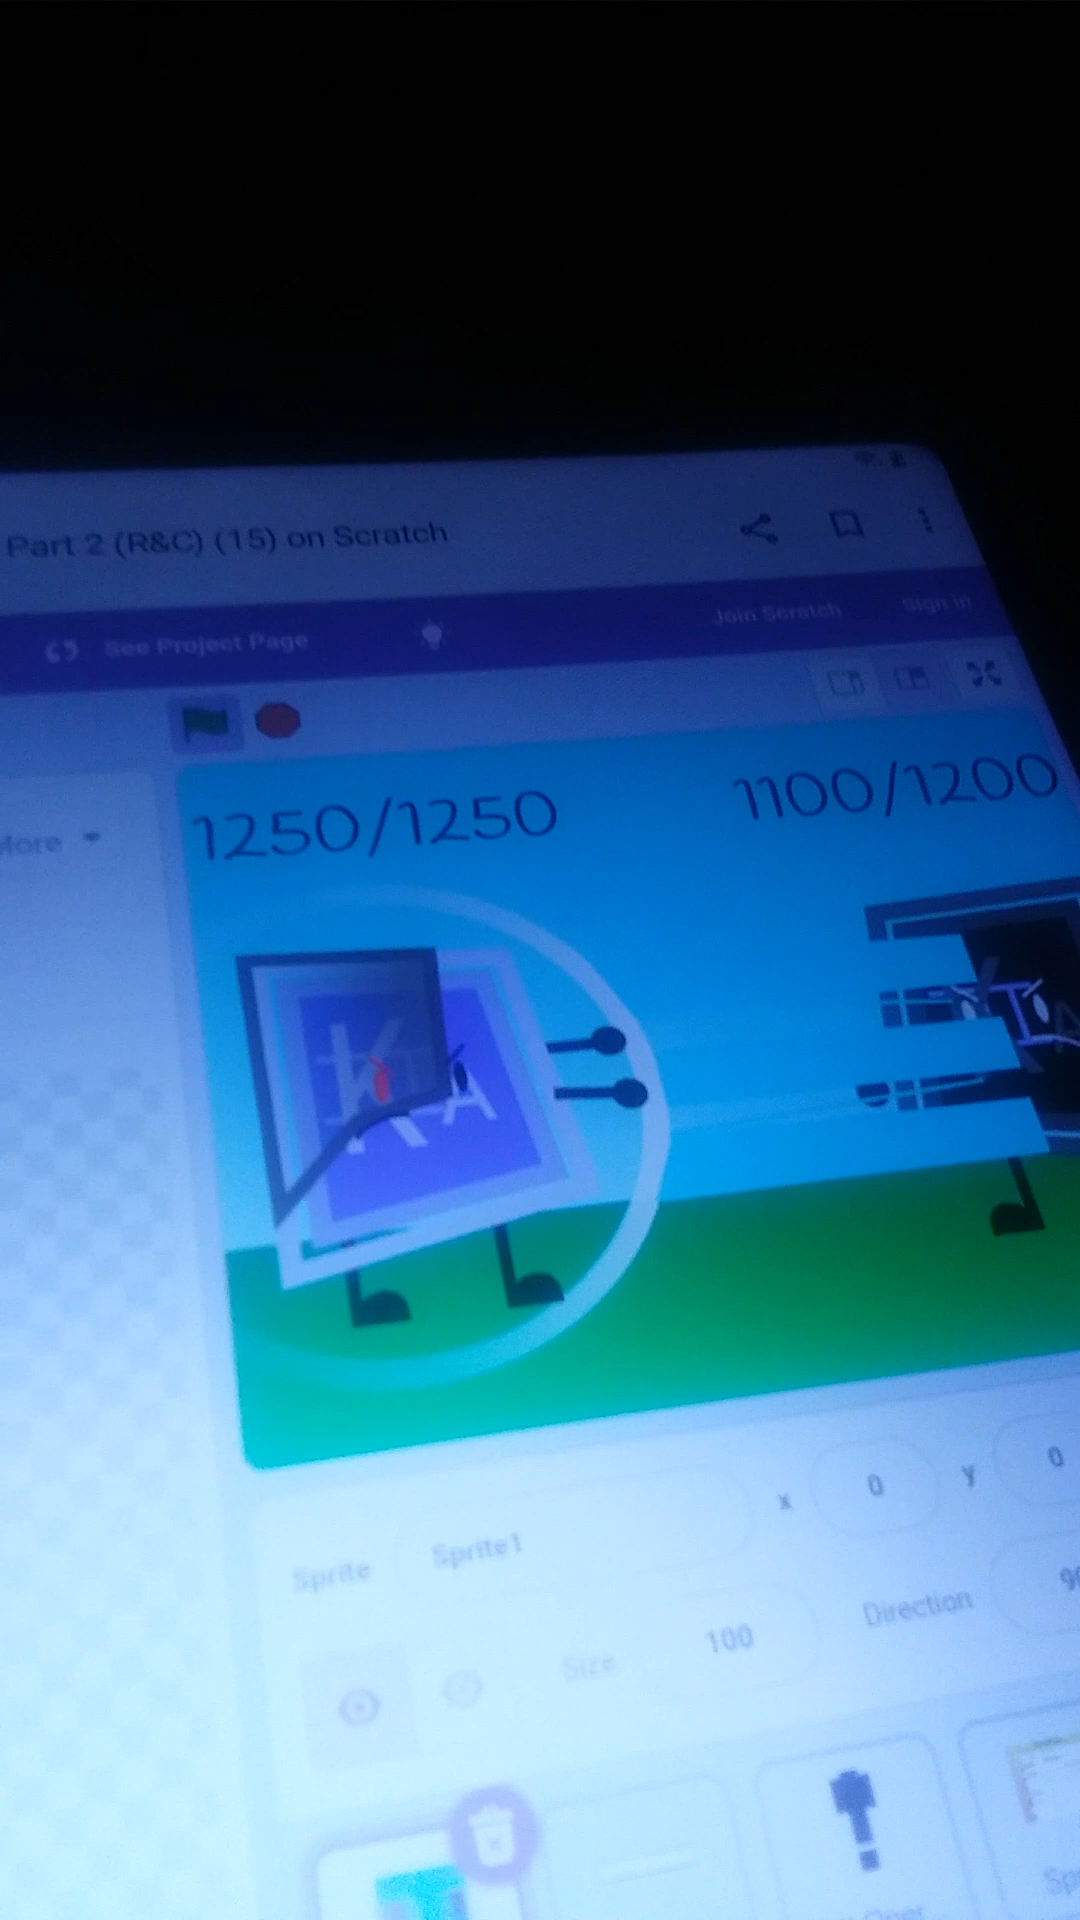 Part 2 (R&C) (15) on Scratch
See Project Page
Join Scratch
Sign in
More
1250/1250
1100/1200
K
A
Sprite
Sprite1
x
0
y
0
Size
100
Direction